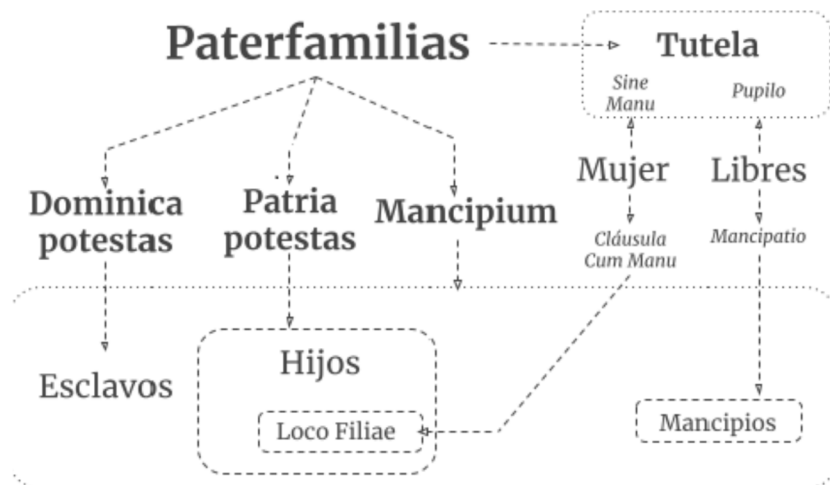 Paterfamilias
Tutela
Sine
Manu
Pupilo
Mujer
Libres
Dominica
potestas
Patria
potestas
Mancipium
Cláusula
Cum Manu
Mancipatio
Esclavos
Hijos
Loco Filiae
Mancipios